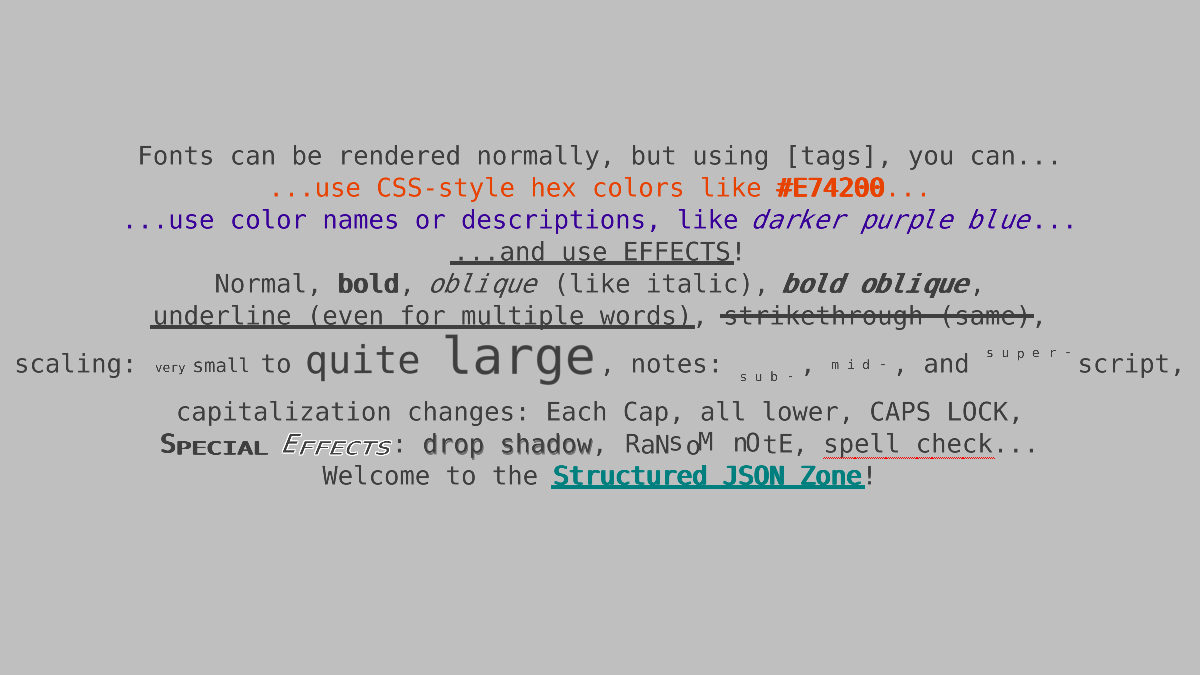 Fonts can be rendered normally, but using [tags], you can...
...use CSS-style hex colors like #E74200...
...use color names or descriptions, like darker purple blue...
...and use EFFECTS!
Normal, bold, oblique (like italic), bold oblique,
underline (even for multiple words), strikethrough (same),
scaling: very small to quite large, notes: sub-, mid-, and super-script,
capitalization changes: Each Cap, all lower, CAPS LOCK,
Special Effects: drop shadow, RaNsoM nOtE, spell check...
Welcome to the Structured JSON Zone!